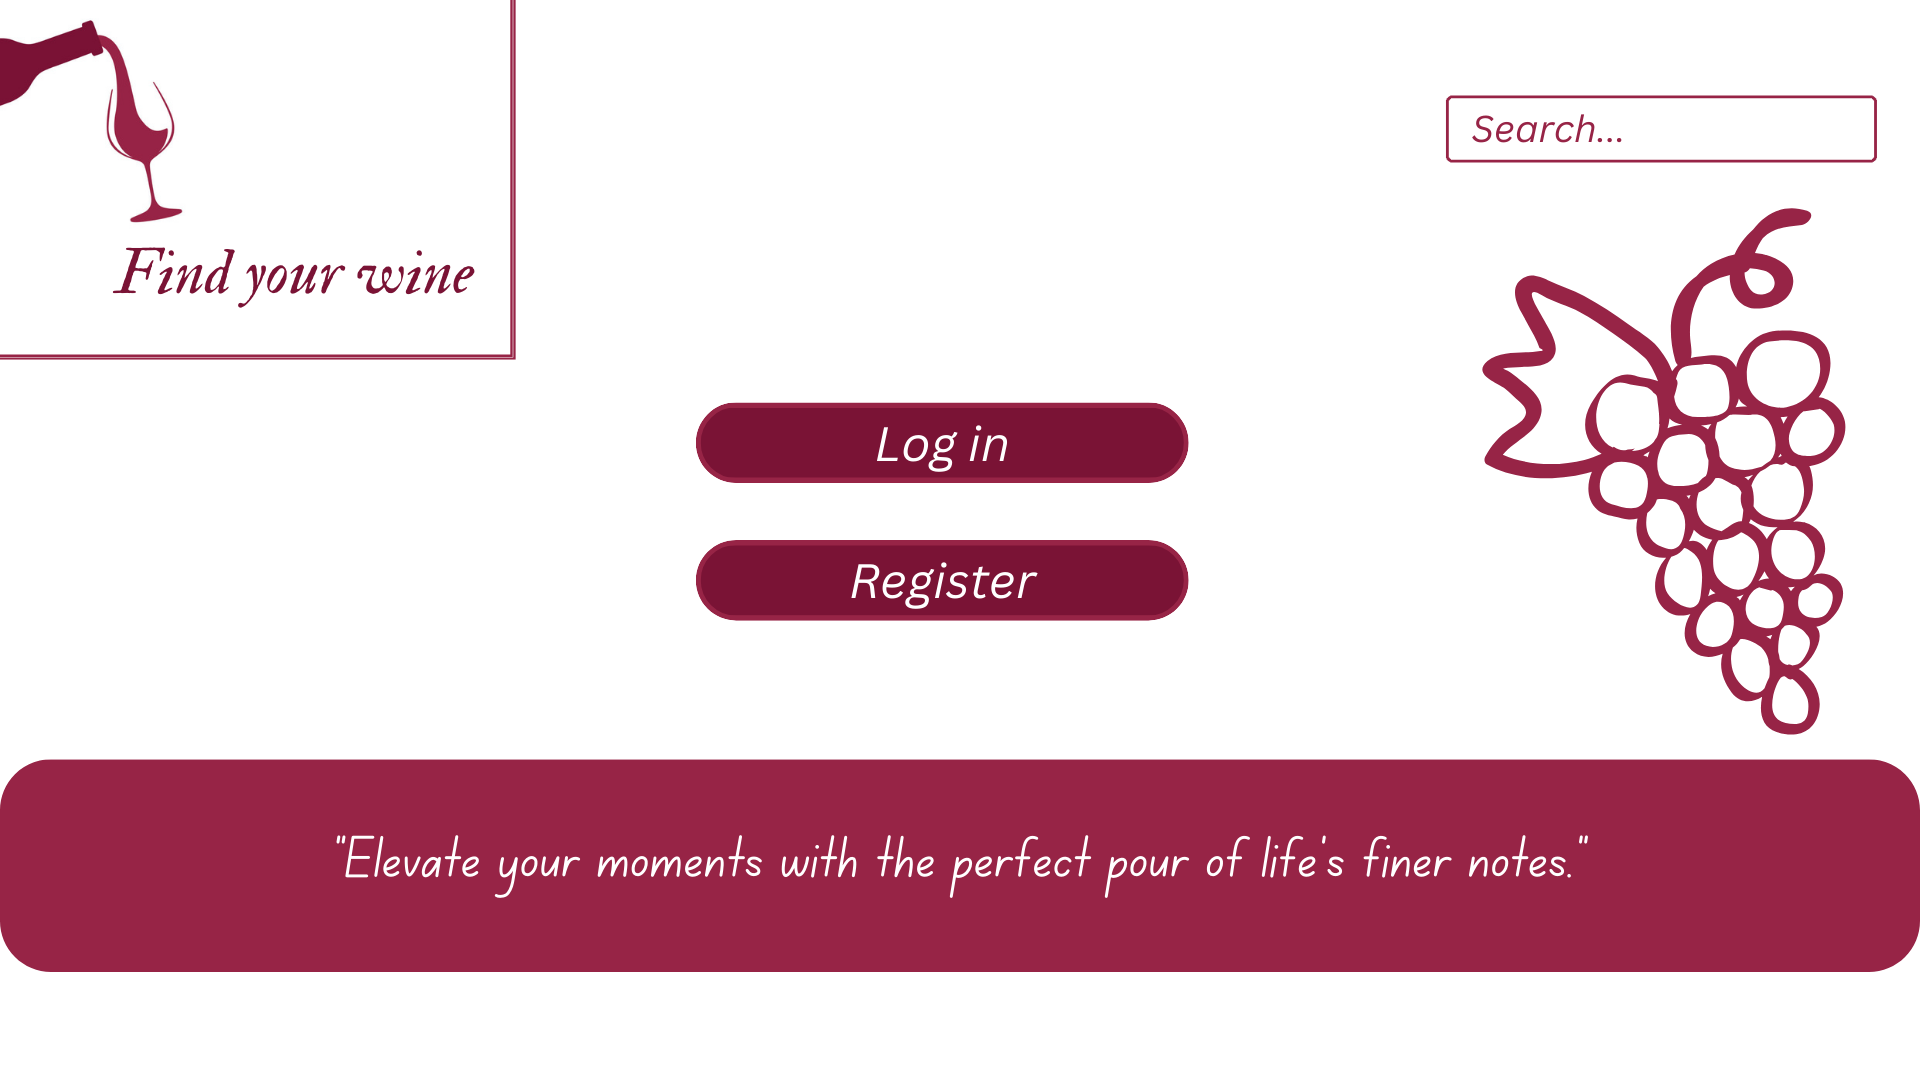 Search...
Find your wine
Log in
Register
"Elevate your moments with the perfect pour of life's finer notes."